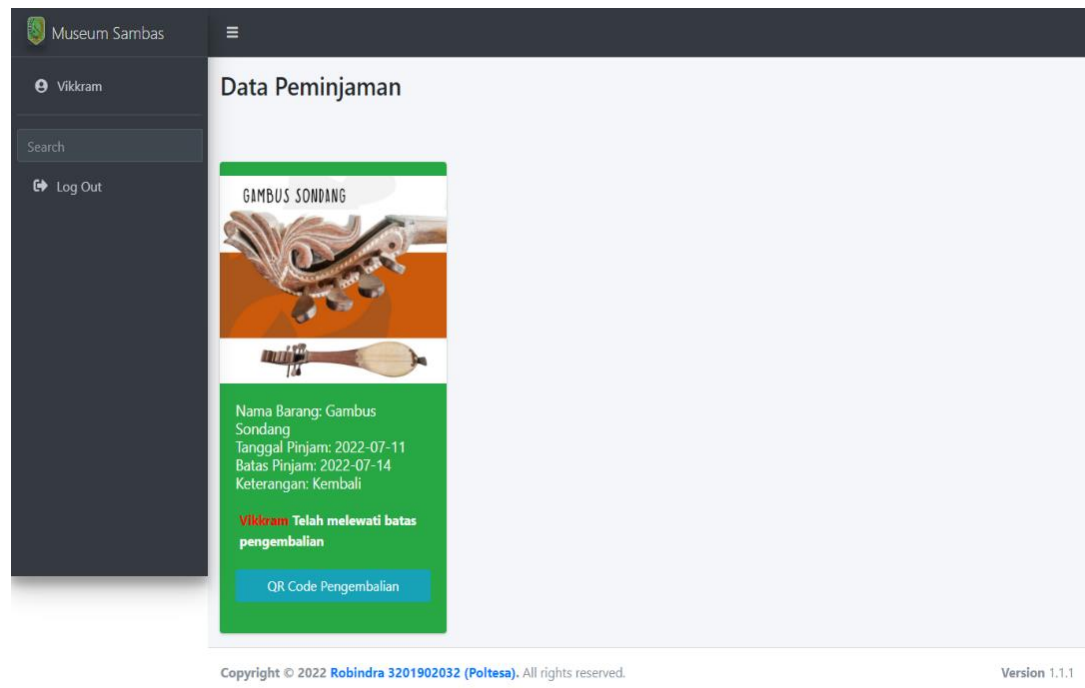 Museum Sambas
Vikkram
Search
Log Out
Data Peminjaman
GAMBUS SONDANG
Nama Barang: Gambus
Sondang
Tanggal Pinjam: 2022-07-11
Batas Pinjam: 2022-07-14
Keterangan: Kembali
Vikkram Telah melewati batas
pengembalian
QR Code Pengembalian
Copyright © 2022 Robindra 3201902032 (Poltesa). All rights reserved.
Version 1.1.1